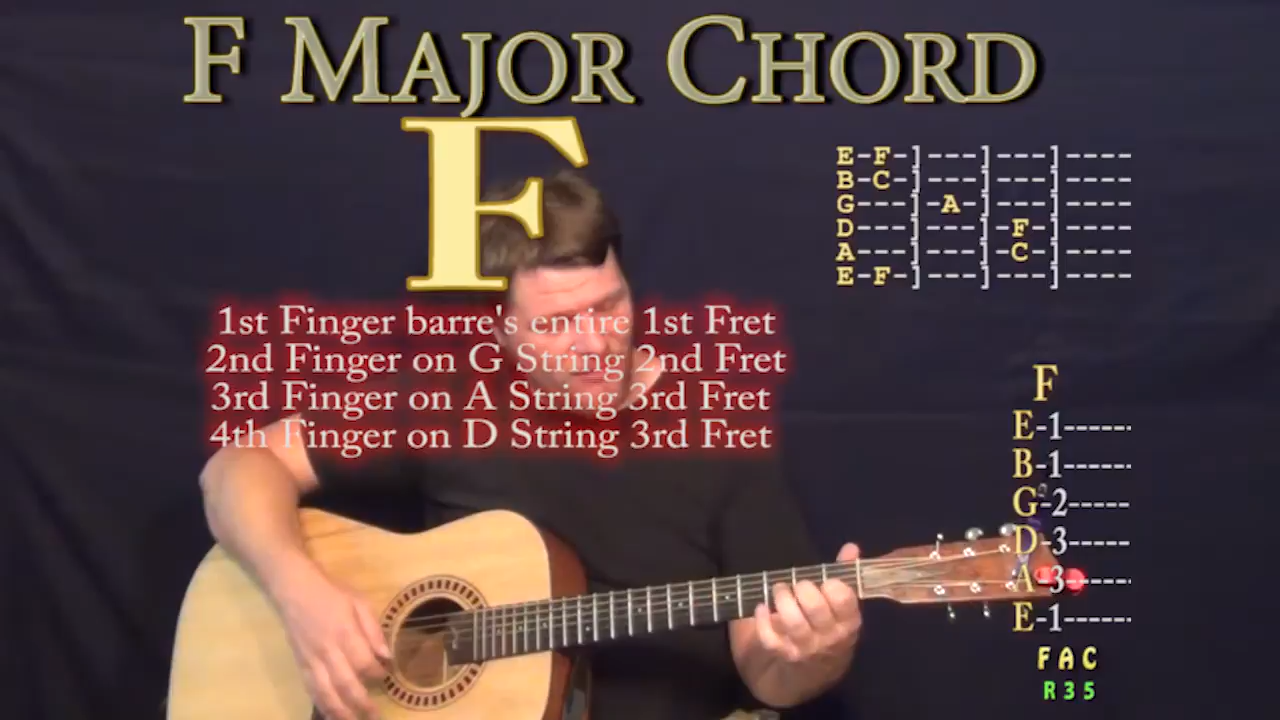 F MAJOR CHORD
F
E-F-]---]---]----
B-C-]---]---]----
G---]-A-]---]----
D---]---]-F-]----
A---]---]-C-]----
E-F-]---]---]----
1st Finger barre's entire 1st Fret
2nd Finger on G String 2nd Fret
3rd Finger on A String 3rd Fret
4th Finger on D String 3rd Fret
F
E-1------
B-1------
G-2-----
D-3-----
A-3-----
E-1------
F A C
R 3 5